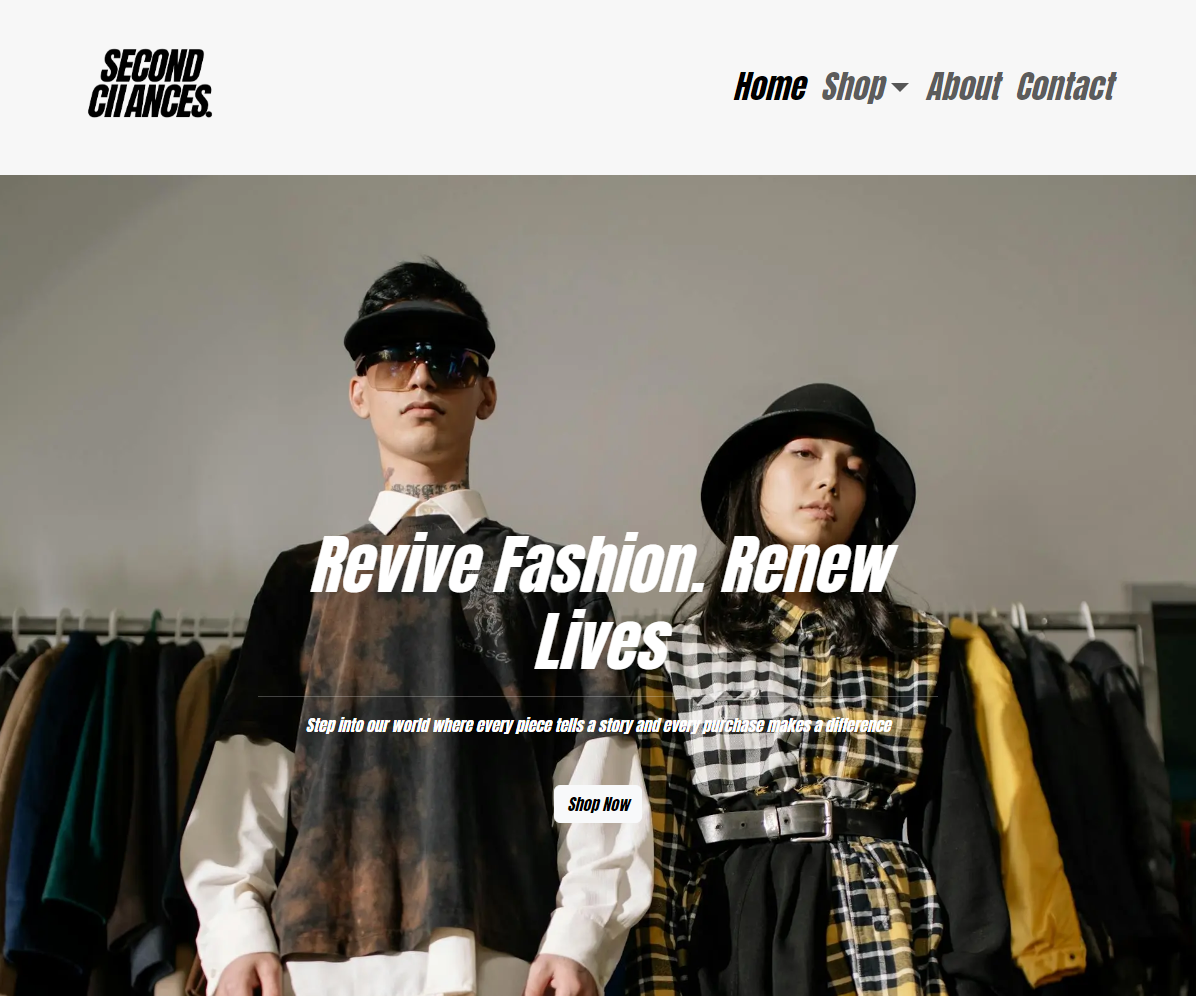 SECOND
CHANCES.
Home Shop About Contact
Revive Fashion. Renew
Lives
Step into our world where every piece tells a story and every purchase makes a difference
Shop Now